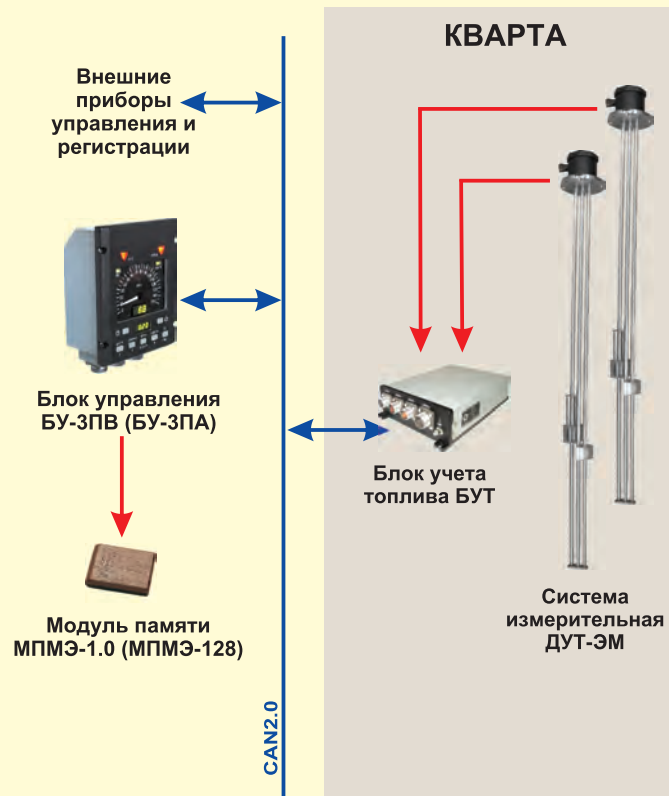 КВАРТА
Внешние
приборы
управления и
регистрации
Блок управления
БУ-3ПВ (БУ-3ПА)
Блок учета
топлива БУТ
Модуль памяти
МПМЭ-1.0 (МПМЭ-128)
Система
измерительная
ДУТ-ЭМ
CAN2.0